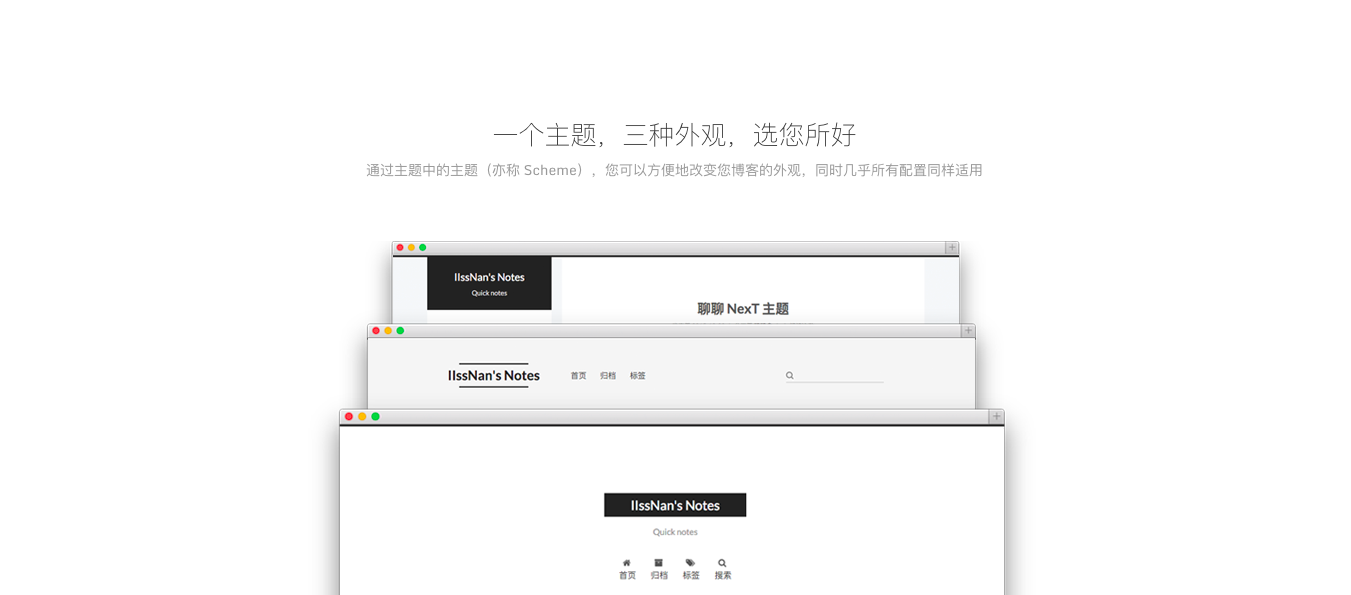 一个主题，三种外观，选您所好
通过主题中的主题（亦称 Scheme），您可以方便地改变您博客的外观，同时几乎所有配置同样适用
IIssNan's Notes
Quick notes
聊聊 NexT 主题
IIssNan's Notes 首页 归档 标签
IIssNan's Notes
Quick notes
首页 归档 标签 搜索